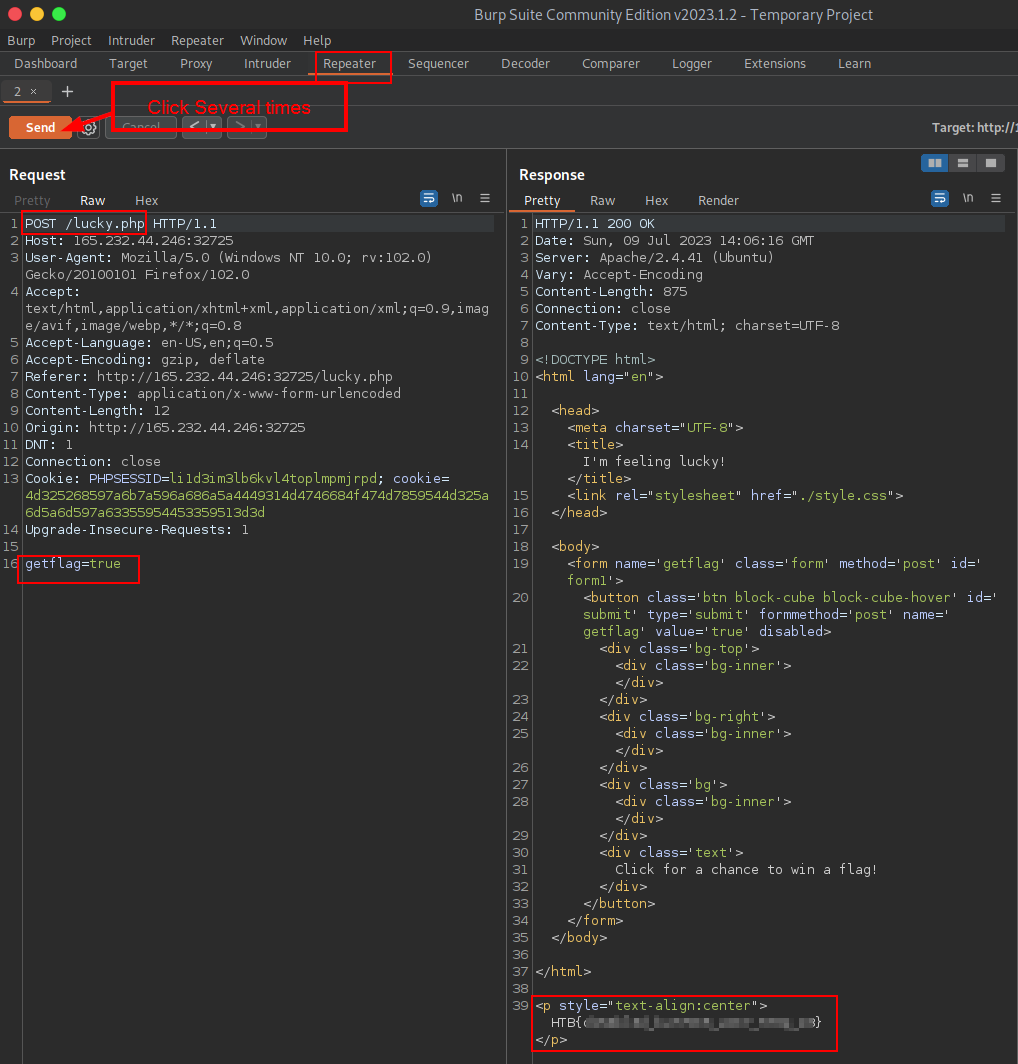 Burp Suite Community Edition v2023.1.2 - Temporary Project
Burp Project Intruder Repeater Window Help
Dashboard Target Proxy Intruder Repeater Sequencer Decoder Comparer Logger Extensions Learn
2 × +
Click Several times
Send Cancel < > Target: http://1
Request
Pretty Raw Hex \n
1 POST /lucky.php HTTP/1.1
2 Host: 165.232.44.246:32725
3 User-Agent: Mozilla/5.0 (Windows NT 10.0; rv:102.0)
Gecko/20100101 Firefox/102.0
4 Accept:
text/html,application/xhtml+xml,application/xml;q=0.9,imag
e/avif,image/webp,*/*;q=0.8
5 Accept-Language: en-US,en;q=0.5
6 Accept-Encoding: gzip, deflate
7 Referer: http://165.232.44.246:32725/lucky.php
8 Content-Type: application/x-www-form-urlencoded
9 Content-Length: 12
10 Origin: http://165.232.44.246:32725
11 DNT: 1
12 Connection: close
13 Cookie: PHPSESSID=li1d3im3lb6kvl4toplmpmjrpd; cookie=
4d325268597a6b7a596a686a5a4449314d4746684f474d7859544d325a
6d5a6d597a63355954453359513d3d
14 Upgrade-Insecure-Requests: 1
15
16 getflag=true
Response
Pretty Raw Hex Render \n
1 HTTP/1.1 200 OK
2 Date: Sun, 09 Jul 2023 14:06:16 GMT
3 Server: Apache/2.4.41 (Ubuntu)
4 Vary: Accept-Encoding
5 Content-Length: 875
6 Connection: close
7 Content-Type: text/html; charset=UTF-8
8
9 <!DOCTYPE html>
10 <html lang="en">
11
12 <head>
13 <meta charset="UTF-8">
14 <title>
I'm feeling lucky!
</title>
15 <link rel="stylesheet" href="./style.css">
16 </head>
17
18 <body>
19 <form name='getflag' class='form' method='post' id='
form1'>
20 <button class='btn block-cube block-cube-hover' id='
submit' type='submit' formmethod='post' name='
getflag' value='true' disabled>
21 <div class='bg-top'>
22 <div class='bg-inner'>
</div>
23 </div>
24 <div class='bg-right'>
25 <div class='bg-inner'>
</div>
26 </div>
27 <div class='bg'>
28 <div class='bg-inner'>
</div>
29 </div>
30 <div class='text'>
31 Click for a chance to win a flag!
32 </div>
33 </button>
34 </form>
35 </body>
36
37 </html>
38
39 <p style="text-align:center">
HTB{
}
</p>